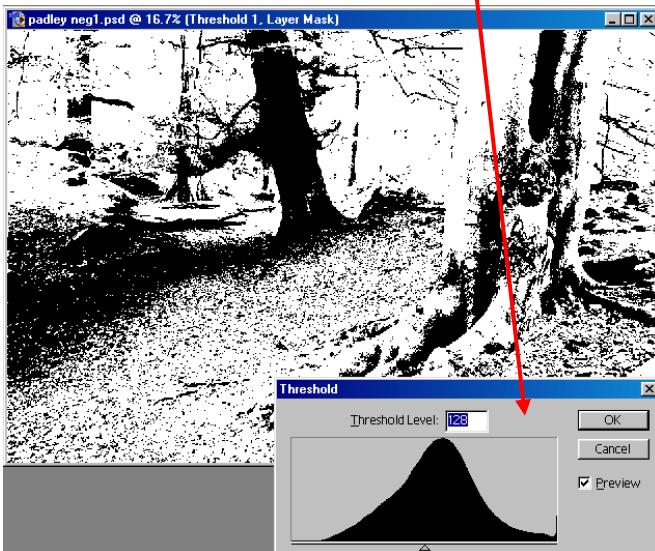 padley neg1.psd @ 16.7% (Threshold 1, Layer Mask)
Threshold
Threshold Level: 128
OK
Cancel
Preview